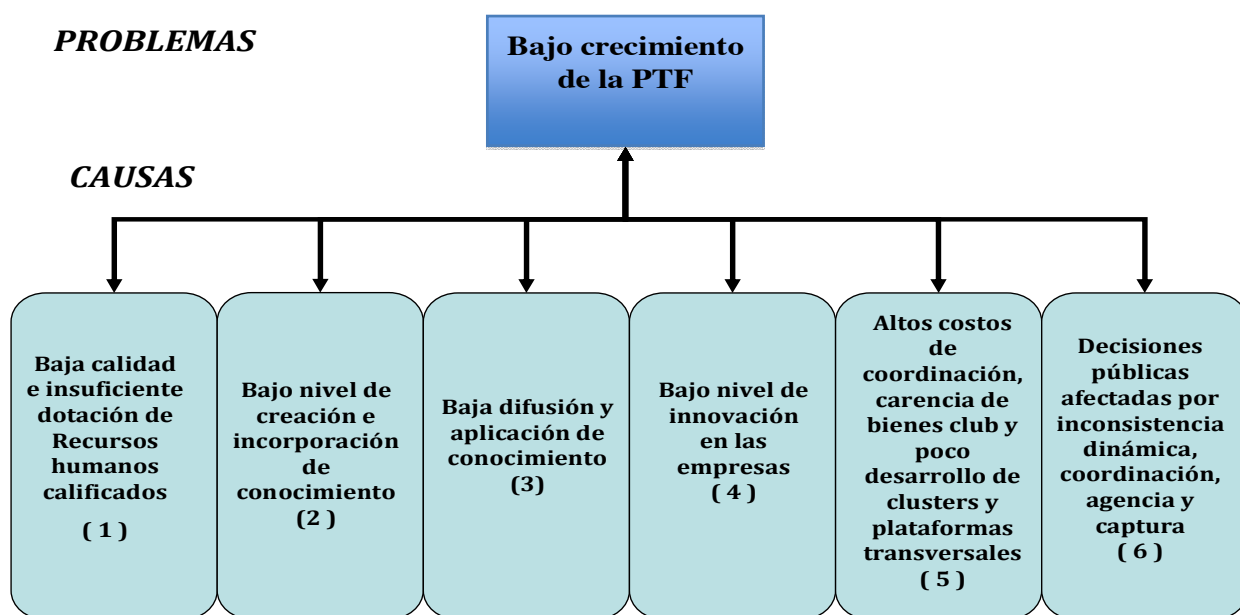 PROBLEMAS
Bajo crecimiento
de la PTF
CAUSAS
Baja calidad
e insuficiente
dotación de
Recursos
humanos
calificados
( 1 )
Bajo nivel de
creación e
incorporación
de
conocimiento
(2 )
Baja difusión y
aplicación de
conocimiento
(3)
Bajo nivel de
innovación
en las
empresas
( 4 )
Altos costos
de
coordinación,
carencia de
bienes club y
poco
desarrollo de
clusters y
plataformas
transversales
( 5 )
Decisiones
públicas
afectadas por
inconsistencia
dinámica,
coordinación,
agencia y
captura
( 6 )